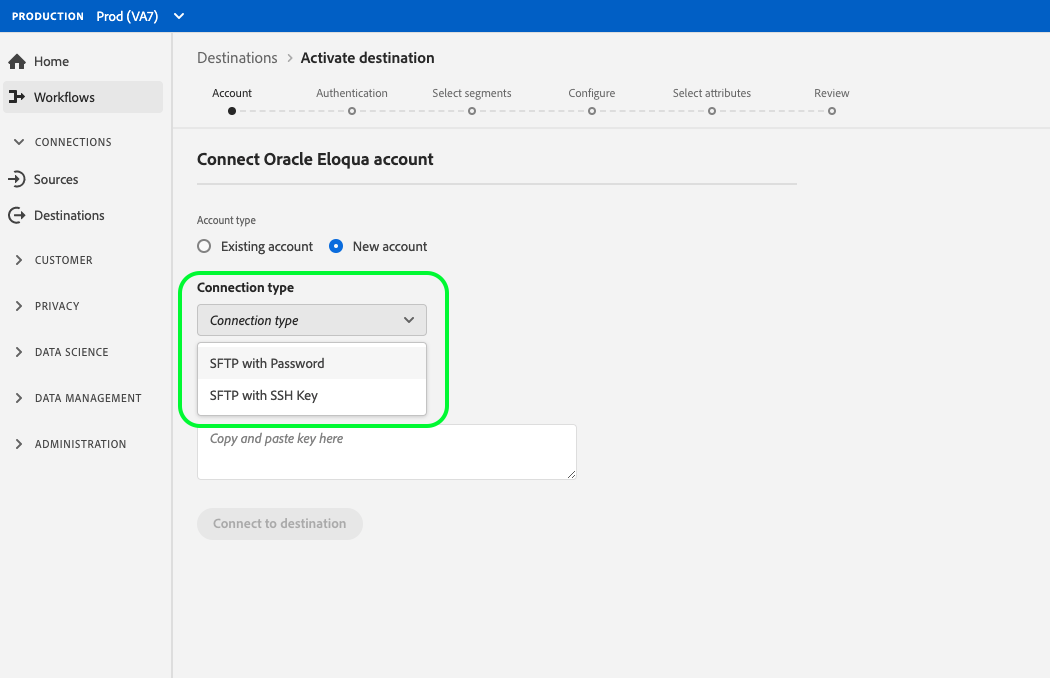 PRODUCTION Prod (VA7)
Home
Workflows
CONNECTIONS
Sources
Destinations
CUSTOMER
PRIVACY
DATA SCIENCE
DATA MANAGEMENT
ADMINISTRATION
Destinations > Activate destination
Account Authentication Select segments Configure Select attributes Review
Connect Oracle Eloqua account
Account type
Existing account New account
Connection type
Connection type
SFTP with Password
SFTP with SSH Key
Copy and paste key here
Connect to destination